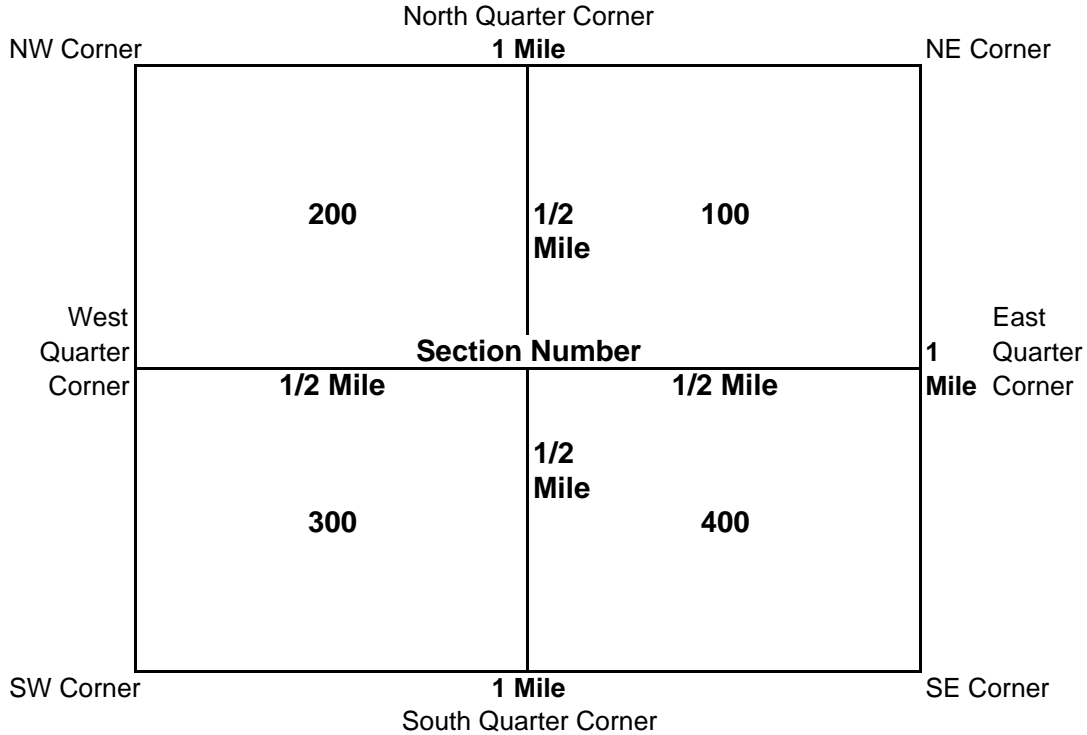 North Quarter Corner
NW Corner 1 Mile NE Corner
200 1/2 100
Mile
West East
Quarter Section Number 1 Quarter
Corner 1/2 Mile 1/2 Mile Mile Corner
1/2
Mile
300 400
SW Corner 1 Mile SE Corner
South Quarter Corner